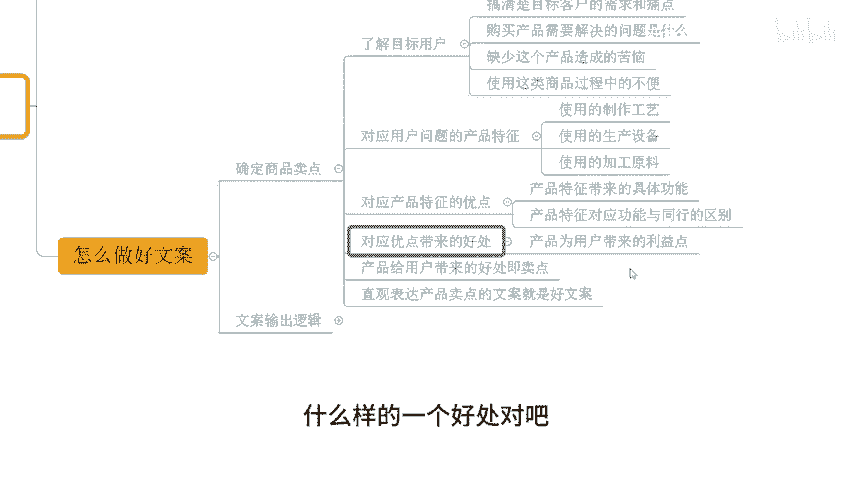 搞清楚目标客户的需求和痛点
购买产品需要解决的问题是什么
了解目标用户
缺少这个产品造成的苦恼
使用这类商品过程中的不便
使用的制作工艺
对应用户问题的产品特征
使用的生产设备
使用的加工原料
确定商品卖点
产品特征带来的具体功能
对应产品特征的优点
产品特征对应功能与同行的区别
对应优点带来的好处
产品为用户带来的利益点
怎么做好文案
产品给用户带来的好处即卖点
直观表达产品卖点的文案就是好文案
文案输出逻辑
什么样的一个好处对吧